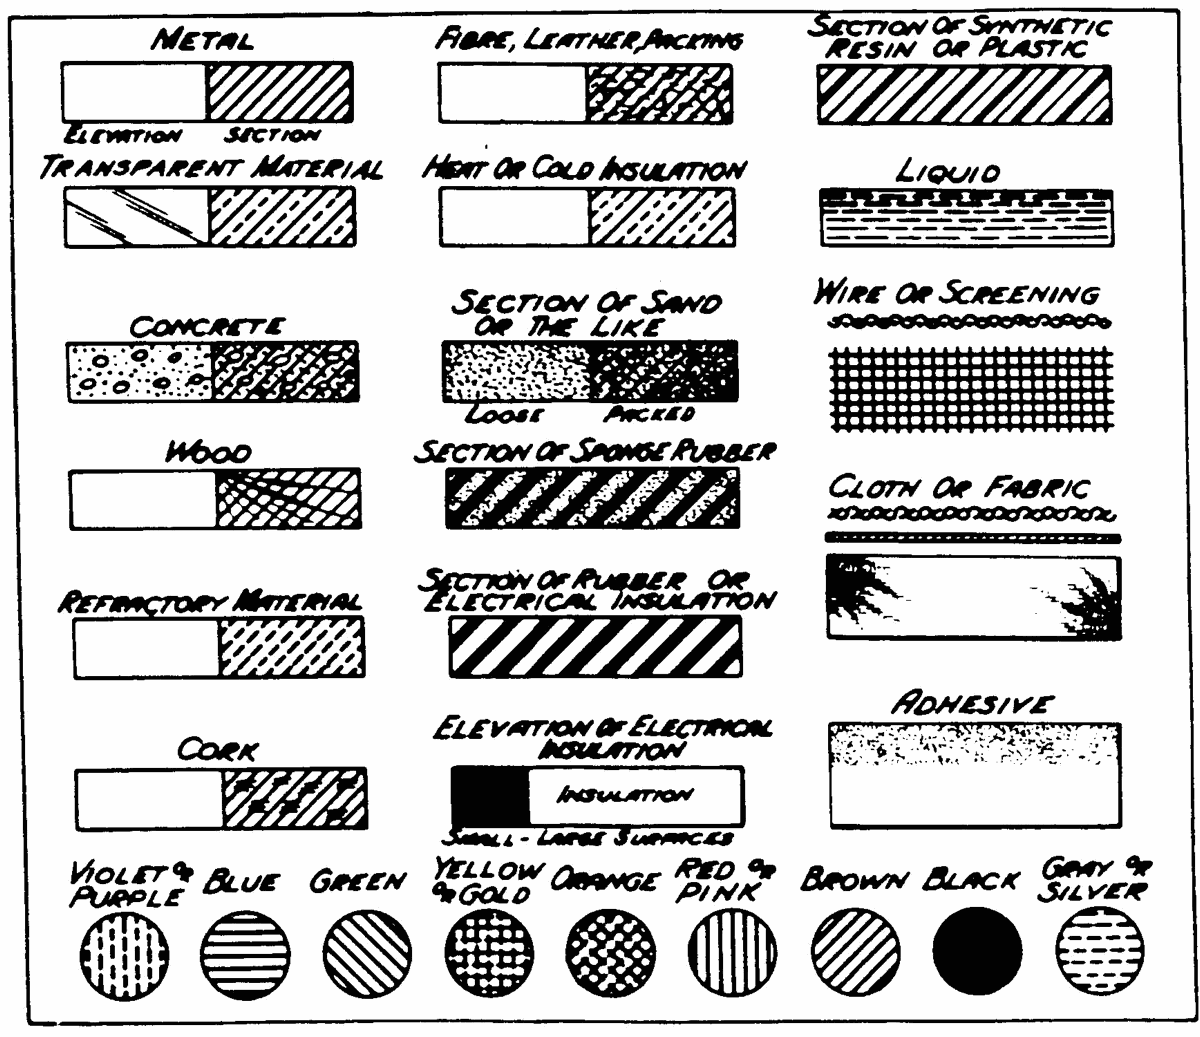 METAL
ELEVATION SECTION
TRANSPARENT MATERIAL
CONCRETE
WOOD
REFRACTORY MATERIAL
CORK
FIBRE, LEATHER, PACKING
HEAT OR COLD INSULATION
SECTION OF SAND
OR THE LIKE
LOOSE PACKED
SECTION OF SPONGE RUBBER
SECTION OF RUBBER OR
ELECTRICAL INSULATION
ELEVATION OF ELECTRICAL
INSULATION
INSULATION
SMALL - LARGE SURFACES
SECTION OF SYNTHETIC
RESIN OR PLASTIC
LIQUID
WIRE OR SCREENING
CLOTH OR FABRIC
ADHESIVE
VIOLET OR
PURPLE
BLUE
GREEN
YELLOW
OR GOLD
ORANGE
RED OR
PINK
BROWN
BLACK
GRAY OR
SILVER